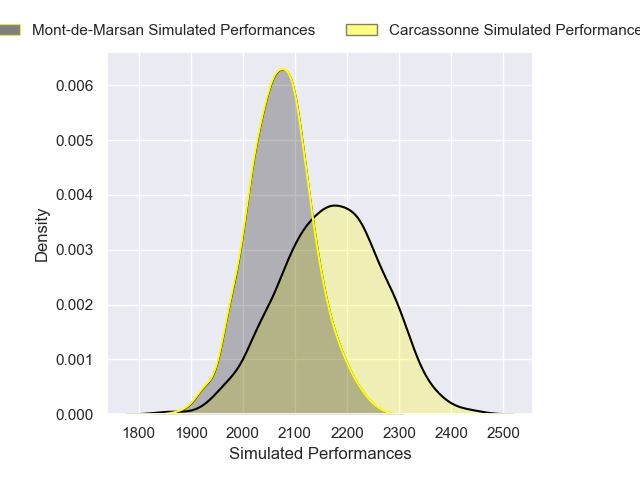 Mont-de-Marsan Simulated Performances Carcassonne Simulated Performance
0.006
0.005
0.004
0.003
0.002
0.001
0.000
Density
1800 1900 2000 2100 2200 2300 2400 2500
Simulated Performances